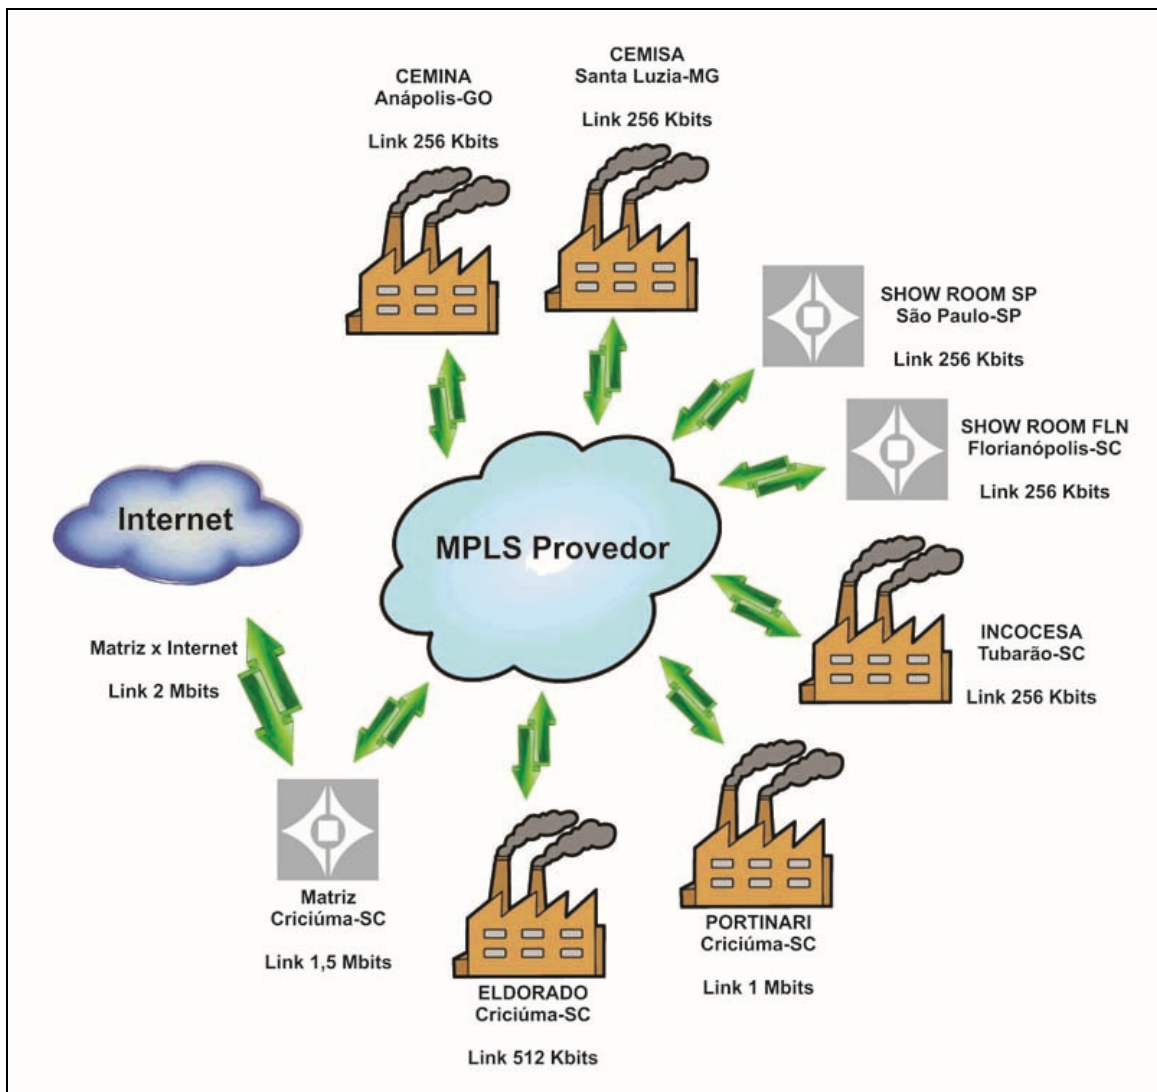 CEMINA
Anápolis-GO
Link 256 Kbits
CEMISA
Santa Luzia-MG
Link 256 Kbits
SHOW ROOM SP
São Paulo-SP
Link 256 Kbits
SHOW ROOM FLN
Florianópolis-SC
Link 256 Kbits
Internet
MPLS Provedor
Matriz x Internet
Link 2 Mbits
INCOCESA
Tubarão-SC
Link 256 Kbits
Matriz
Criciúma-SC
Link 1,5 Mbits
ELDORADO
Criciúma-SC
Link 512 Kbits
PORTINARI
Criciúma-SC
Link 1 Mbits